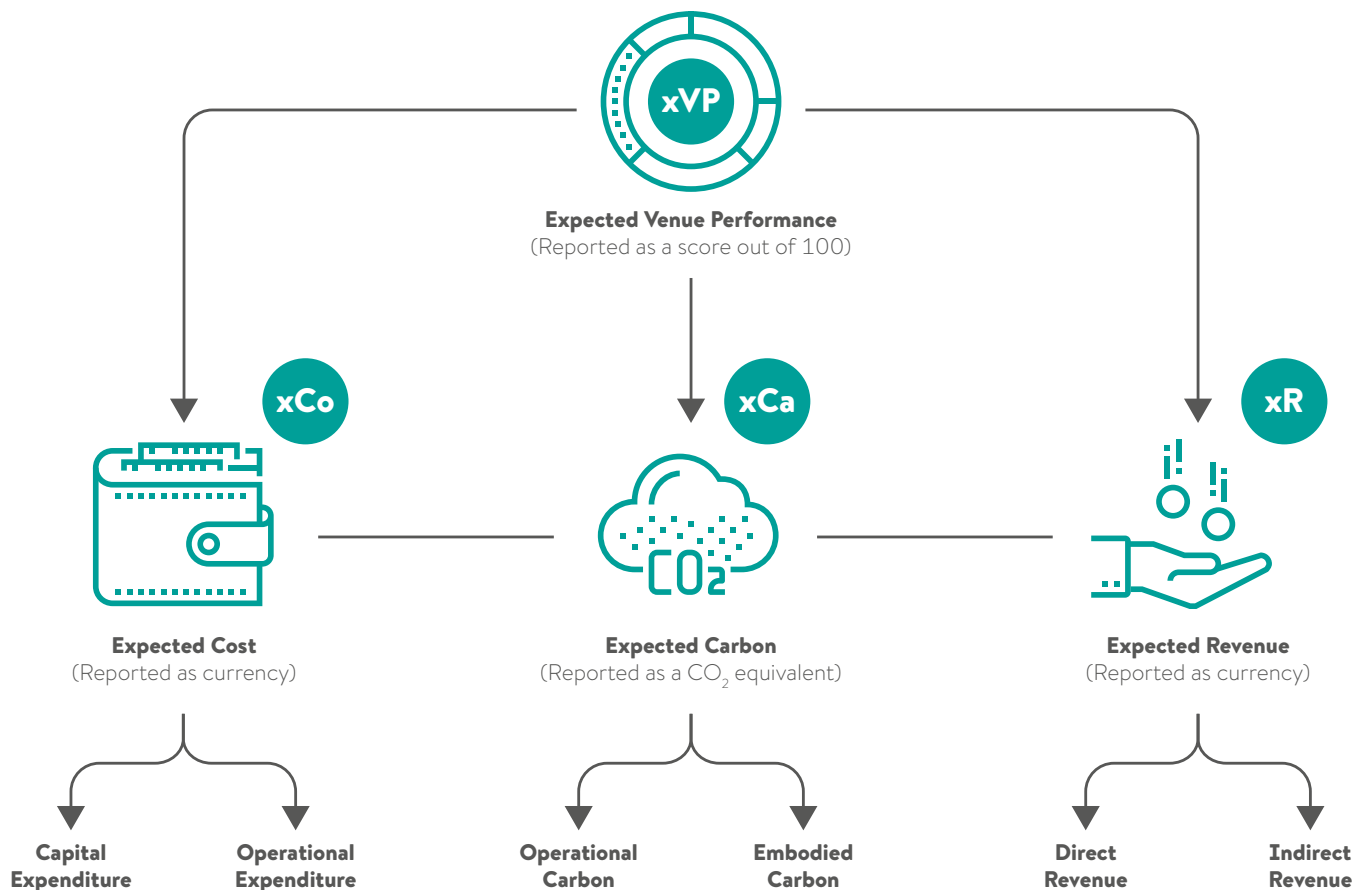 xVP
Expected Venue Performance
(Reported as a score out of 100)
xCo
xCa
xR
CO2
Expected Cost
(Reported as currency)
Expected Carbon
(Reported as a CO₂ equivalent)
Expected Revenue
(Reported as currency)
Capital
Expenditure
Operational
Expenditure
Operational
Carbon
Embodied
Carbon
Direct
Revenue
Indirect
Revenue